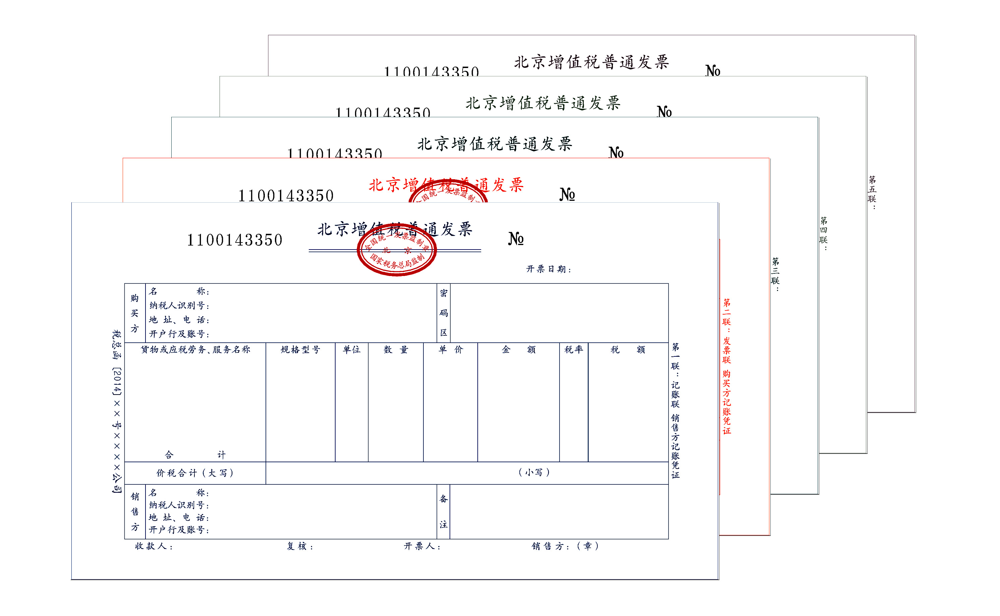 北京增值税普通发票
1100143350
№
第五联：
北京增值税普通发票
1100143350
№
第四联：
北京增值税普通发票
1100143350
№
第三联：
北京增值税普通发票
1100143350
№
全国统一发票监制章
第二联：发票联 购买方记账凭证
北京增值税普通发票
1100143350
№
全国统一发票监制章
北 京
国家税务总局监制
开票日期：
购买方
名 称：
纳税人识别号：
地 址、电 话：
开户行及账号：
密码区
货物或应税劳务、服务名称 规格型号 单位 数 量 单 价 金 额 税率 税 额
合 计
价税合计（大写） （小写）
销售方
名 称：
纳税人识别号：
地 址、电 话：
开户行及账号：
备注
收款人： 复核： 开票人： 销售方：（章）
税总函〔2014〕××号××××公司
第一联：记账联 销售方记账凭证